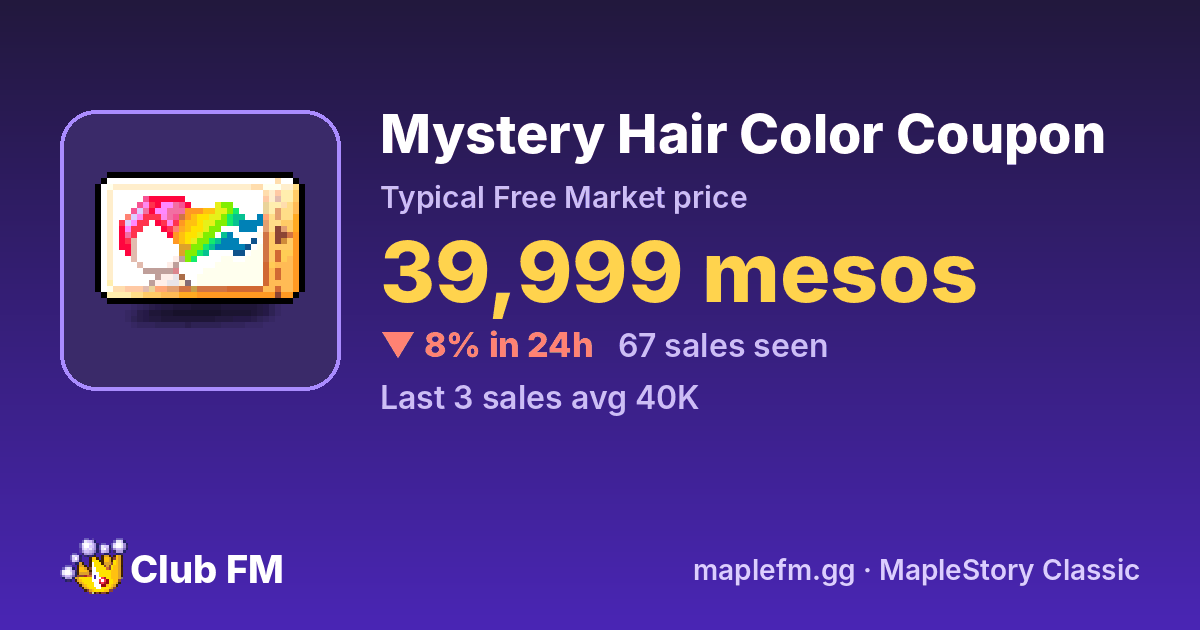 Mystery Hair Color Coupon
Typical Free Market price
39,999 mesos
▼ 8% in 24h 67 sales seen
Last 3 sales avg 40K
Club FM
maplefm.gg · MapleStory Classic